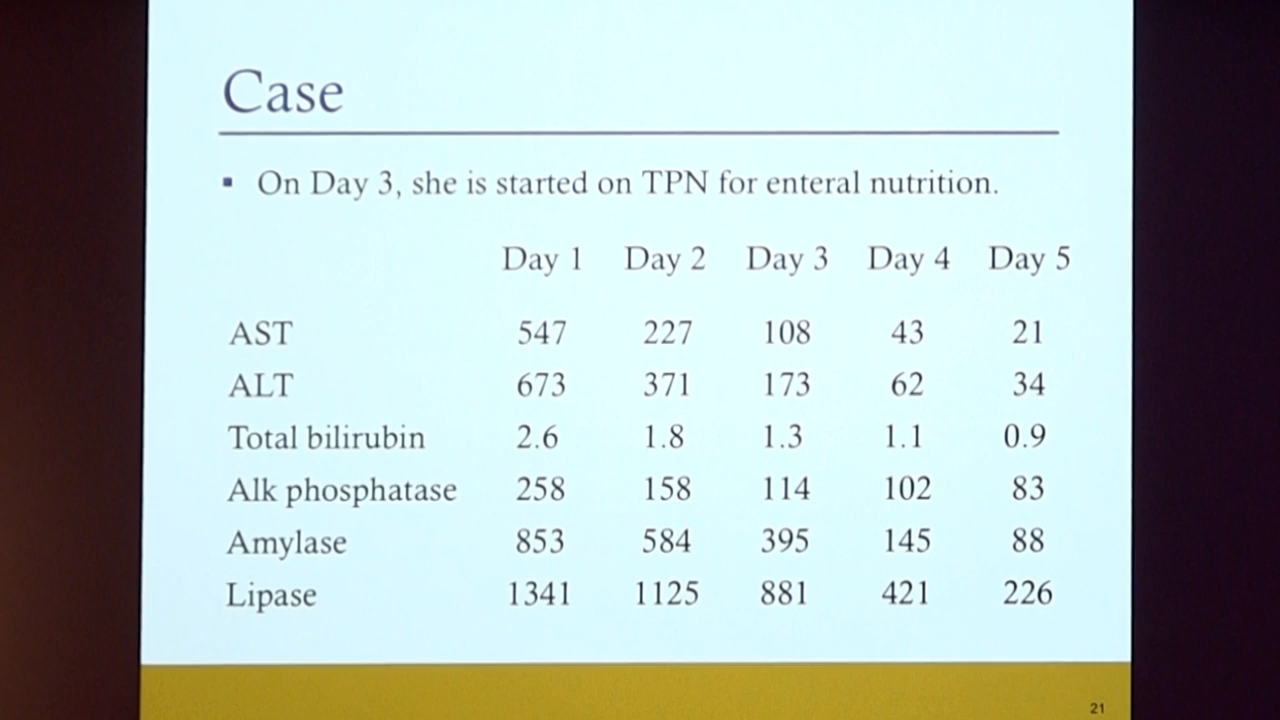 Case
▪ On Day 3, she is started on TPN for enteral nutrition.
Day 1 Day 2 Day 3 Day 4 Day 5
AST 547 227 108 43 21
ALT 673 371 173 62 34
Total bilirubin 2.6 1.8 1.3 1.1 0.9
Alk phosphatase 258 158 114 102 83
Amylase 853 584 395 145 88
Lipase 1341 1125 881 421 226
21